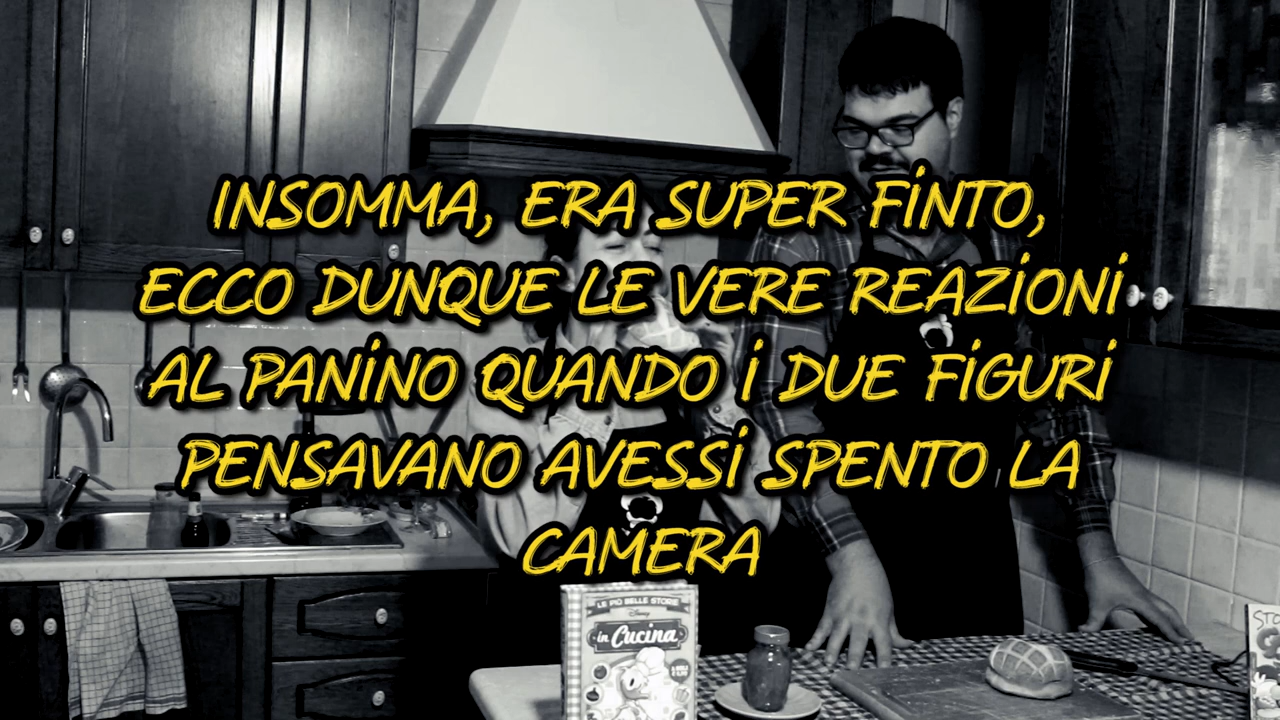 INSOMMA, ERA SUPER FINTO,
ECCO DUNQUE LE VERE REAZIONI
AL PANINO QUANDO I DUE FIGURI
PENSAVANO AVESSI SPENTO LA
CAMERA
LE PIÙ BELLE STORIE
Disney
in Cucina